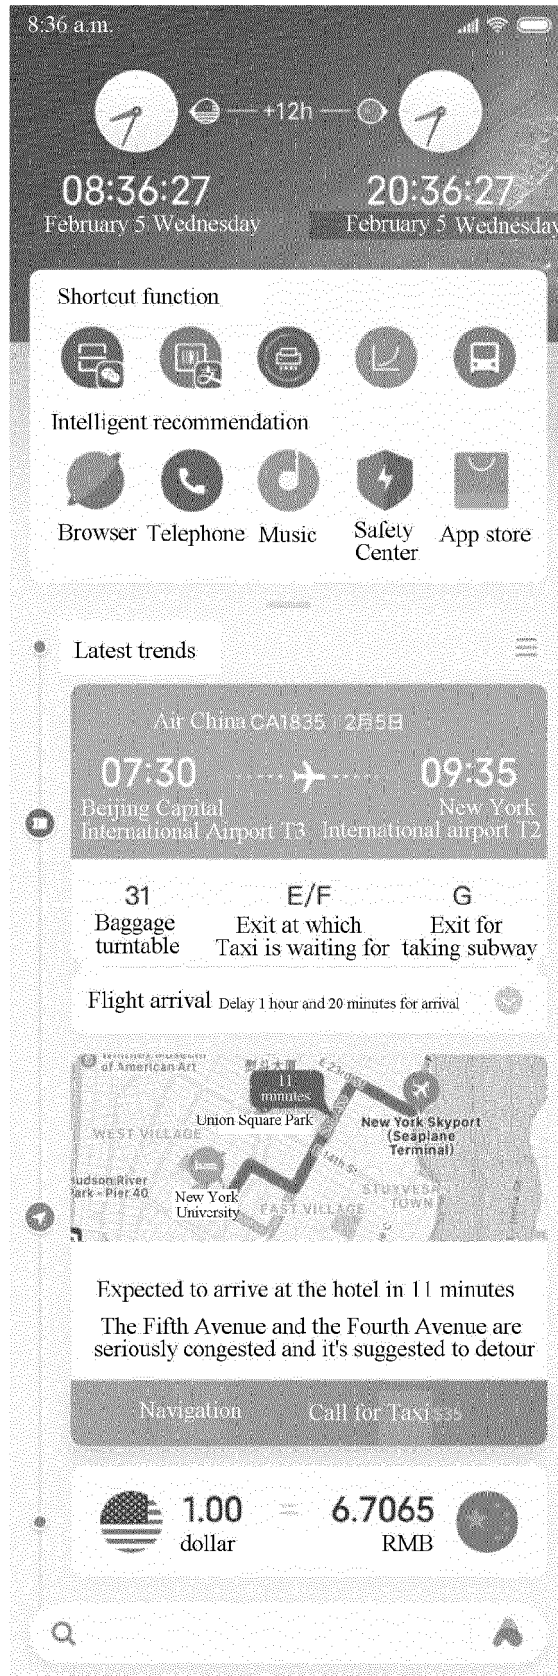 8:36 a.m.
+12h
08:36:27 20:36:27
February 5 Wednesday February 5 Wednesday
Shortcut function
Intelligent recommendation
Browser Telephone Music Safety Center App store
Latest trends
Air China CA1835 2月5日
07:30 09:35
Beijing Capital New York
International Airport T3 International airport T2
31 E/F G
Baggage Exit at which Exit for
turntable Taxi is waiting for taking subway
Flight arrival Delay 1 hour and 20 minutes for arrival
of American Art
11
minutes
Union Square Park
New York Skyport
(Seaplane
Terminal)
WEST VILLAGE
14th St
udson River
Park - Pier 40
New York
University
EAST VILLAGE
STUYVESA
TOWN
Expected to arrive at the hotel in 11 minutes
The Fifth Avenue and the Fourth Avenue are
seriously congested and it's suggested to detour
Navigation Call for Taxi $35
1.00 = 6.7065
dollar RMB